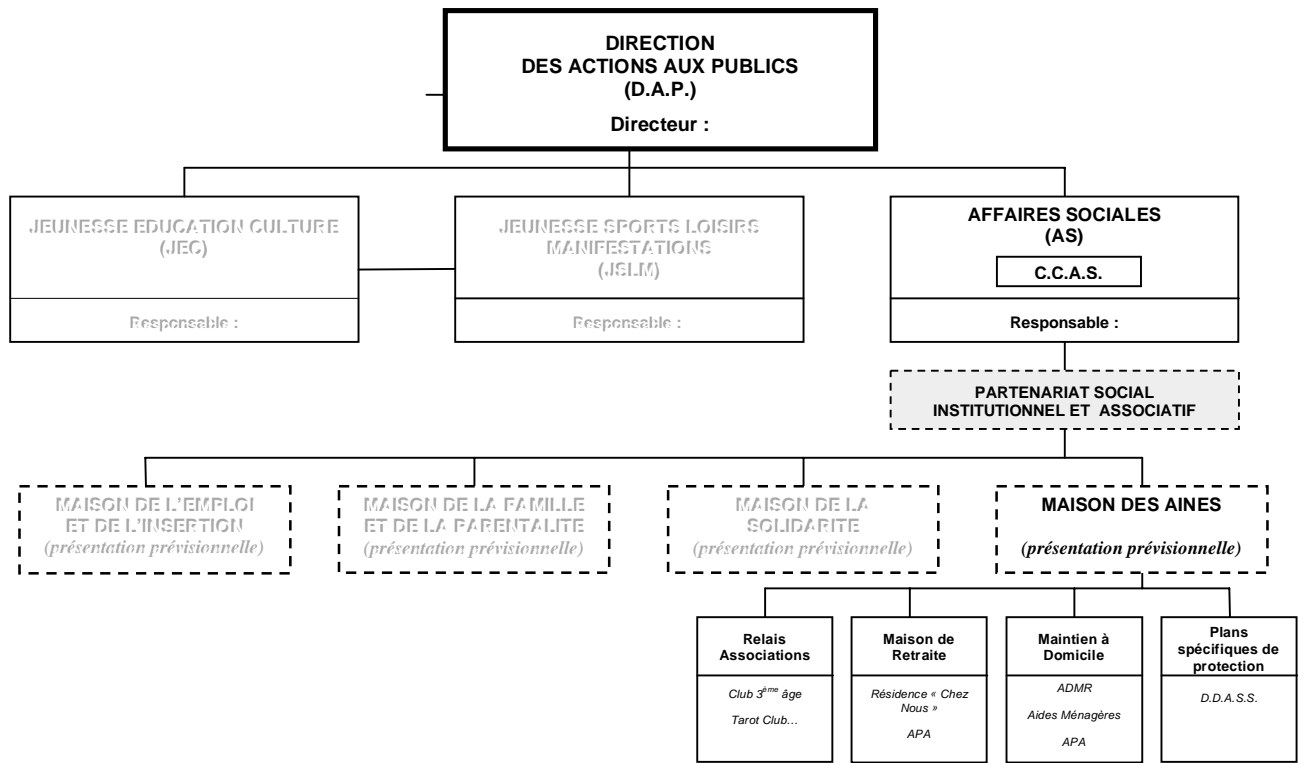 DIRECTION
DES ACTIONS AUX PUBLICS
(D.A.P.)
Directeur :
JEUNESSE EDUCATION CULTURE
(JEC)
Responsable :
JEUNESSE SPORTS LOISIRS
MANIFESTATIONS
(JSLM)
Responsable :
AFFAIRES SOCIALES
(AS)
C.C.A.S.
Responsable :
PARTENARIAT SOCIAL
INSTITUTIONNEL ET ASSOCIATIF
MAISON DE L'EMPLOI
ET DE L'INSERTION
(présentation prévisionnelle)
MAISON DE LA FAMILLE
ET DE LA PARENTALITE
(présentation prévisionnelle)
MAISON DE LA
SOLIDARITE
(présentation prévisionnelle)
MAISON DES AINES
(présentation prévisionnelle)
Relais
Associations
Club 3ème âge
Tarot Club…
Maison de
Retraite
Résidence « Chez
Nous »
APA
Maintien à
Domicile
ADMR
Aides Ménagères
APA
Plans
spécifiques de
protection
D.D.A.S.S.